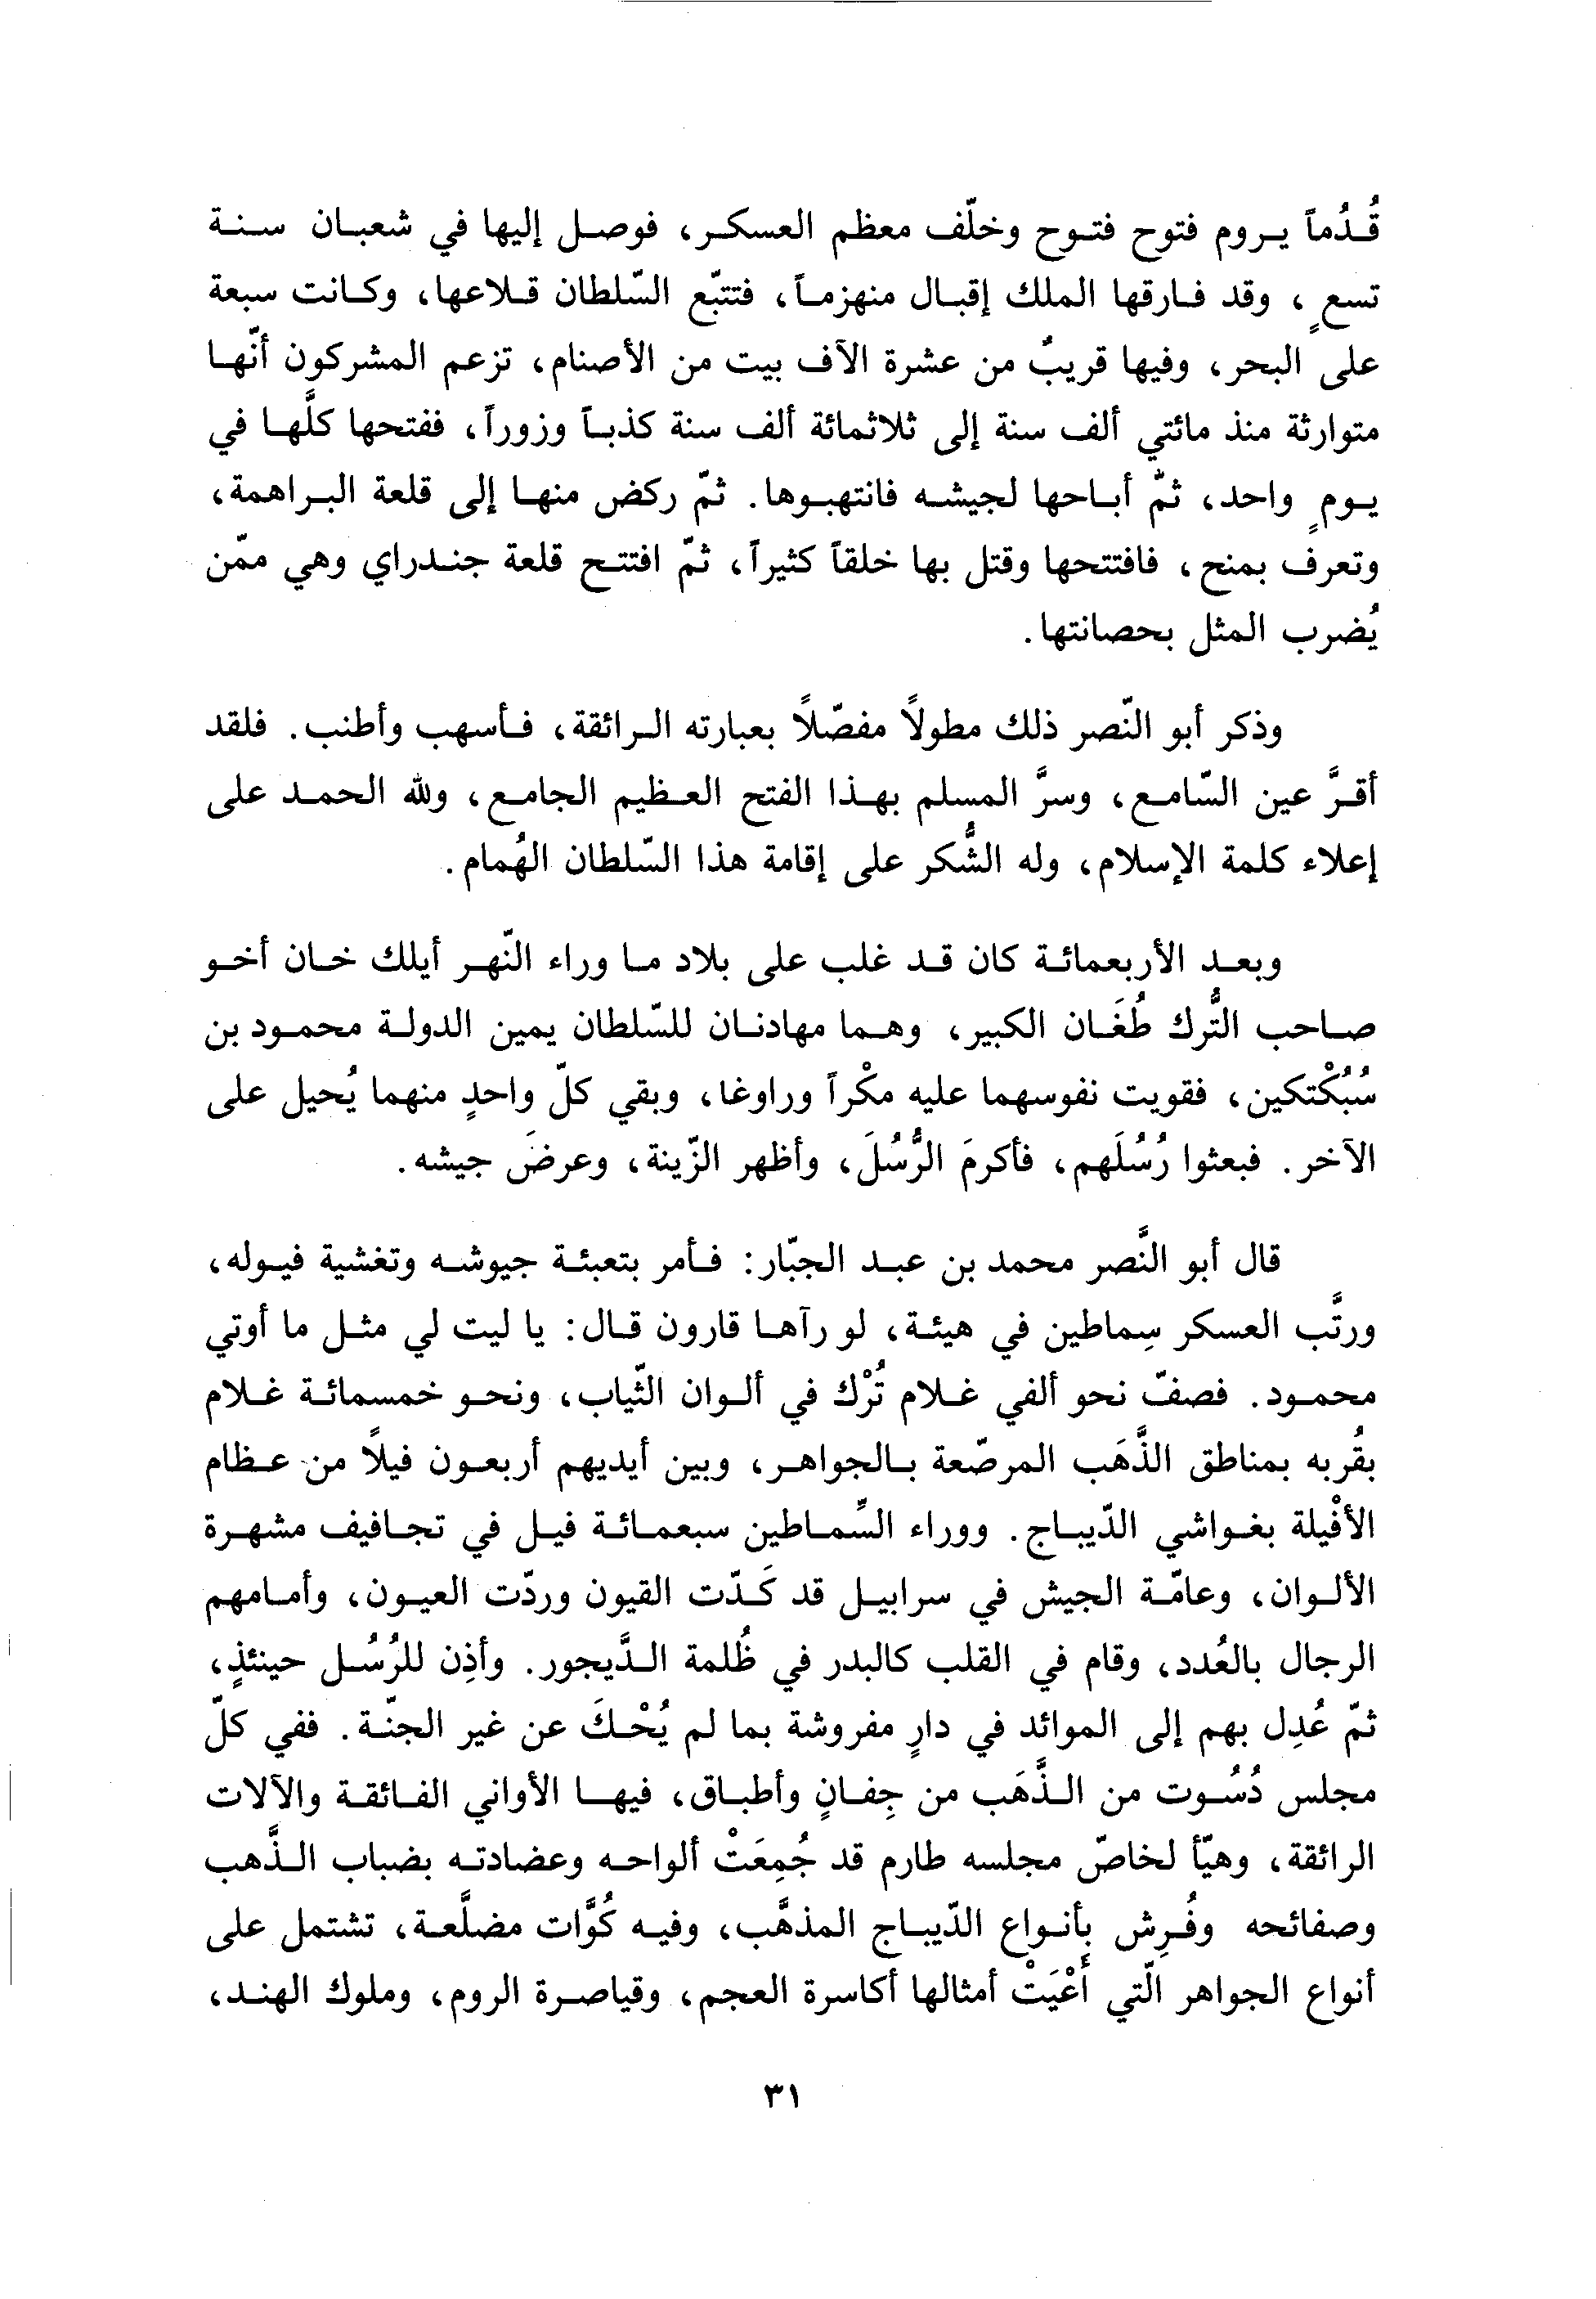 قُدُماً يروم فتوح فتوح وخلّف معظم العسكر، فوصل إليها في شعبان سنة
تسعٍ، وقد فارقها الملك إقبال منهزماً، فتتبّع السّلطان قلاعها، وكانت سبعة
على البحر، وفيها قريبٌ من عشرة الآف بيت من الأصنام، تزعم المشركون أنّها
متوارثة منذ مائتي ألف سنة إلى ثلاثمائة ألف سنة كذباً وزوراً، ففتحها كلَّها في
يومٍ واحد، ثمّ أباحها لجيشه فانتهبوها. ثمّ ركض منها إلى قلعة البراهمة،
وتعرف بمنح، فافتتحها وقتل بها خلقاً كثيراً، ثمّ افتتح قلعة جندراي وهي ممّن
يُضرب المثل بحصانتها.
وذكر أبو النّصر ذلك مطولاً مفصّلاً بعبارته الرائقة، فأسهب وأطنب. فلقد
أقرَّ عين السّامع، وسرَّ المسلم بهذا الفتح العظيم الجامع، ولله الحمد على
إعلاء كلمة الإسلام، وله الشُّكر على إقامة هذا السّلطان الهُمام.
وبعد الأربعمائة كان قد غلب على بلاد ما وراء النّهر أيلك خان أخو
صاحب التُّرك طُغَان الكبير، وهما مهادنان للسّلطان يمين الدولة محمود بن
سُبُكْتكين، فقويت نفوسهما عليه مكْراً وراوغا، وبقي كلّ واحدٍ منهما يُحيل على
الآخر. فبعثوا رُسُلَهم، فأكرمَ الرُّسُلَ، وأظهر الزّينة، وعرضَ جيشه.
قال أبو النَّصر محمد بن عبد الجبّار: فأمر بتعبئة جيوشه وتغشية فيوله،
ورتَّب العسكر سِماطين في هيئة، لو رآها قارون قال: يا ليت لي مثل ما أوتي
محمود. فصفّ نحو ألفي غلام تُرْك في ألوان الثّياب، ونحو خمسمائة غلام
بقُربه بمناطق الذَّهَب المرصّعة بالجواهر، وبين أيديهم أربعون فيلاً من عظام
الأفْيلة بغواشي الدّيباج. ووراء السِّماطين سبعمائة فيل في تجافيف مشهرة
الألوان، وعامّة الجيش في سرابيل قد كَدّت القيون وردّت العيون، وأمامهم
الرجال بالعُدد، وقام في القلب كالبدر في ظُلمة الدَّيجور. وأذِن للرُسُل حينئذٍ،
ثمّ عُدِل بهم إلى الموائد في دارٍ مفروشة بما لم يُحْكَ عن غير الجنّة. ففي كلّ
مجلس دُسُوت من الذَّهَب من جِفانٍ وأطباق، فيها الأواني الفائقة والآلات
الرائقة، وهيّأ لخاصّ مجلسه طارم قد جُمِعَتْ ألواحه وعضادته بضباب الذَّهب
وصفائحه وفُرِش بأنواع الدّيباج المذهَّب، وفيه كُوَّات مضلَّعة، تشتمل على
أنواع الجواهر الّتي أَعْيَتْ أمثالها أكاسرة العجم، وقياصرة الروم، وملوك الهند،
٣١